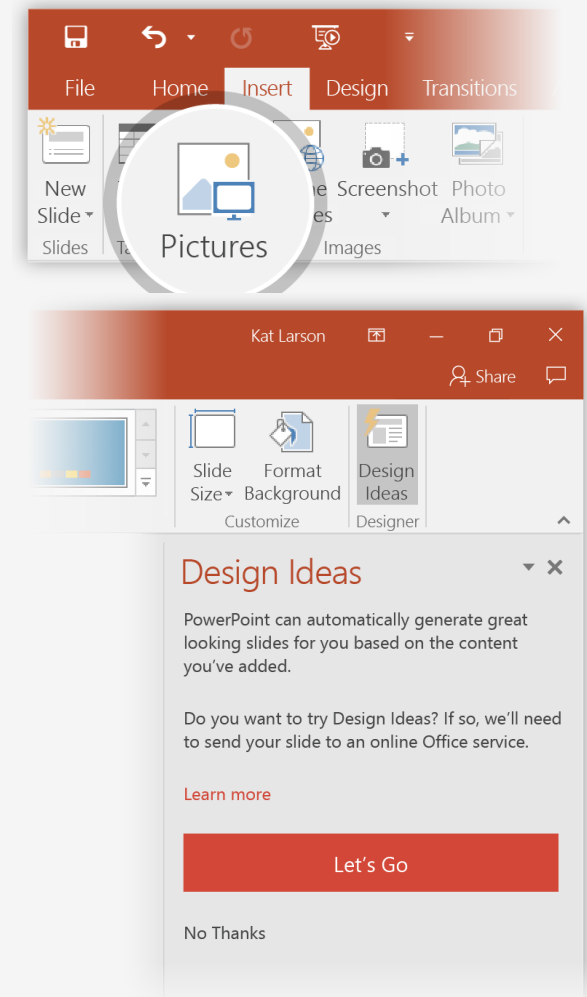 File Home Insert Design Transitions
New Screenshot Photo
Slide Album
Pictures
Slides Images
Kat Larson
Share
Slide Format Design
Size Background Ideas
Customize Designer
Design Ideas
PowerPoint can automatically generate great
looking slides for you based on the content
you've added.
Do you want to try Design Ideas? If so, we'll need
to send your slide to an online Office service.
Learn more
Let's Go
No Thanks